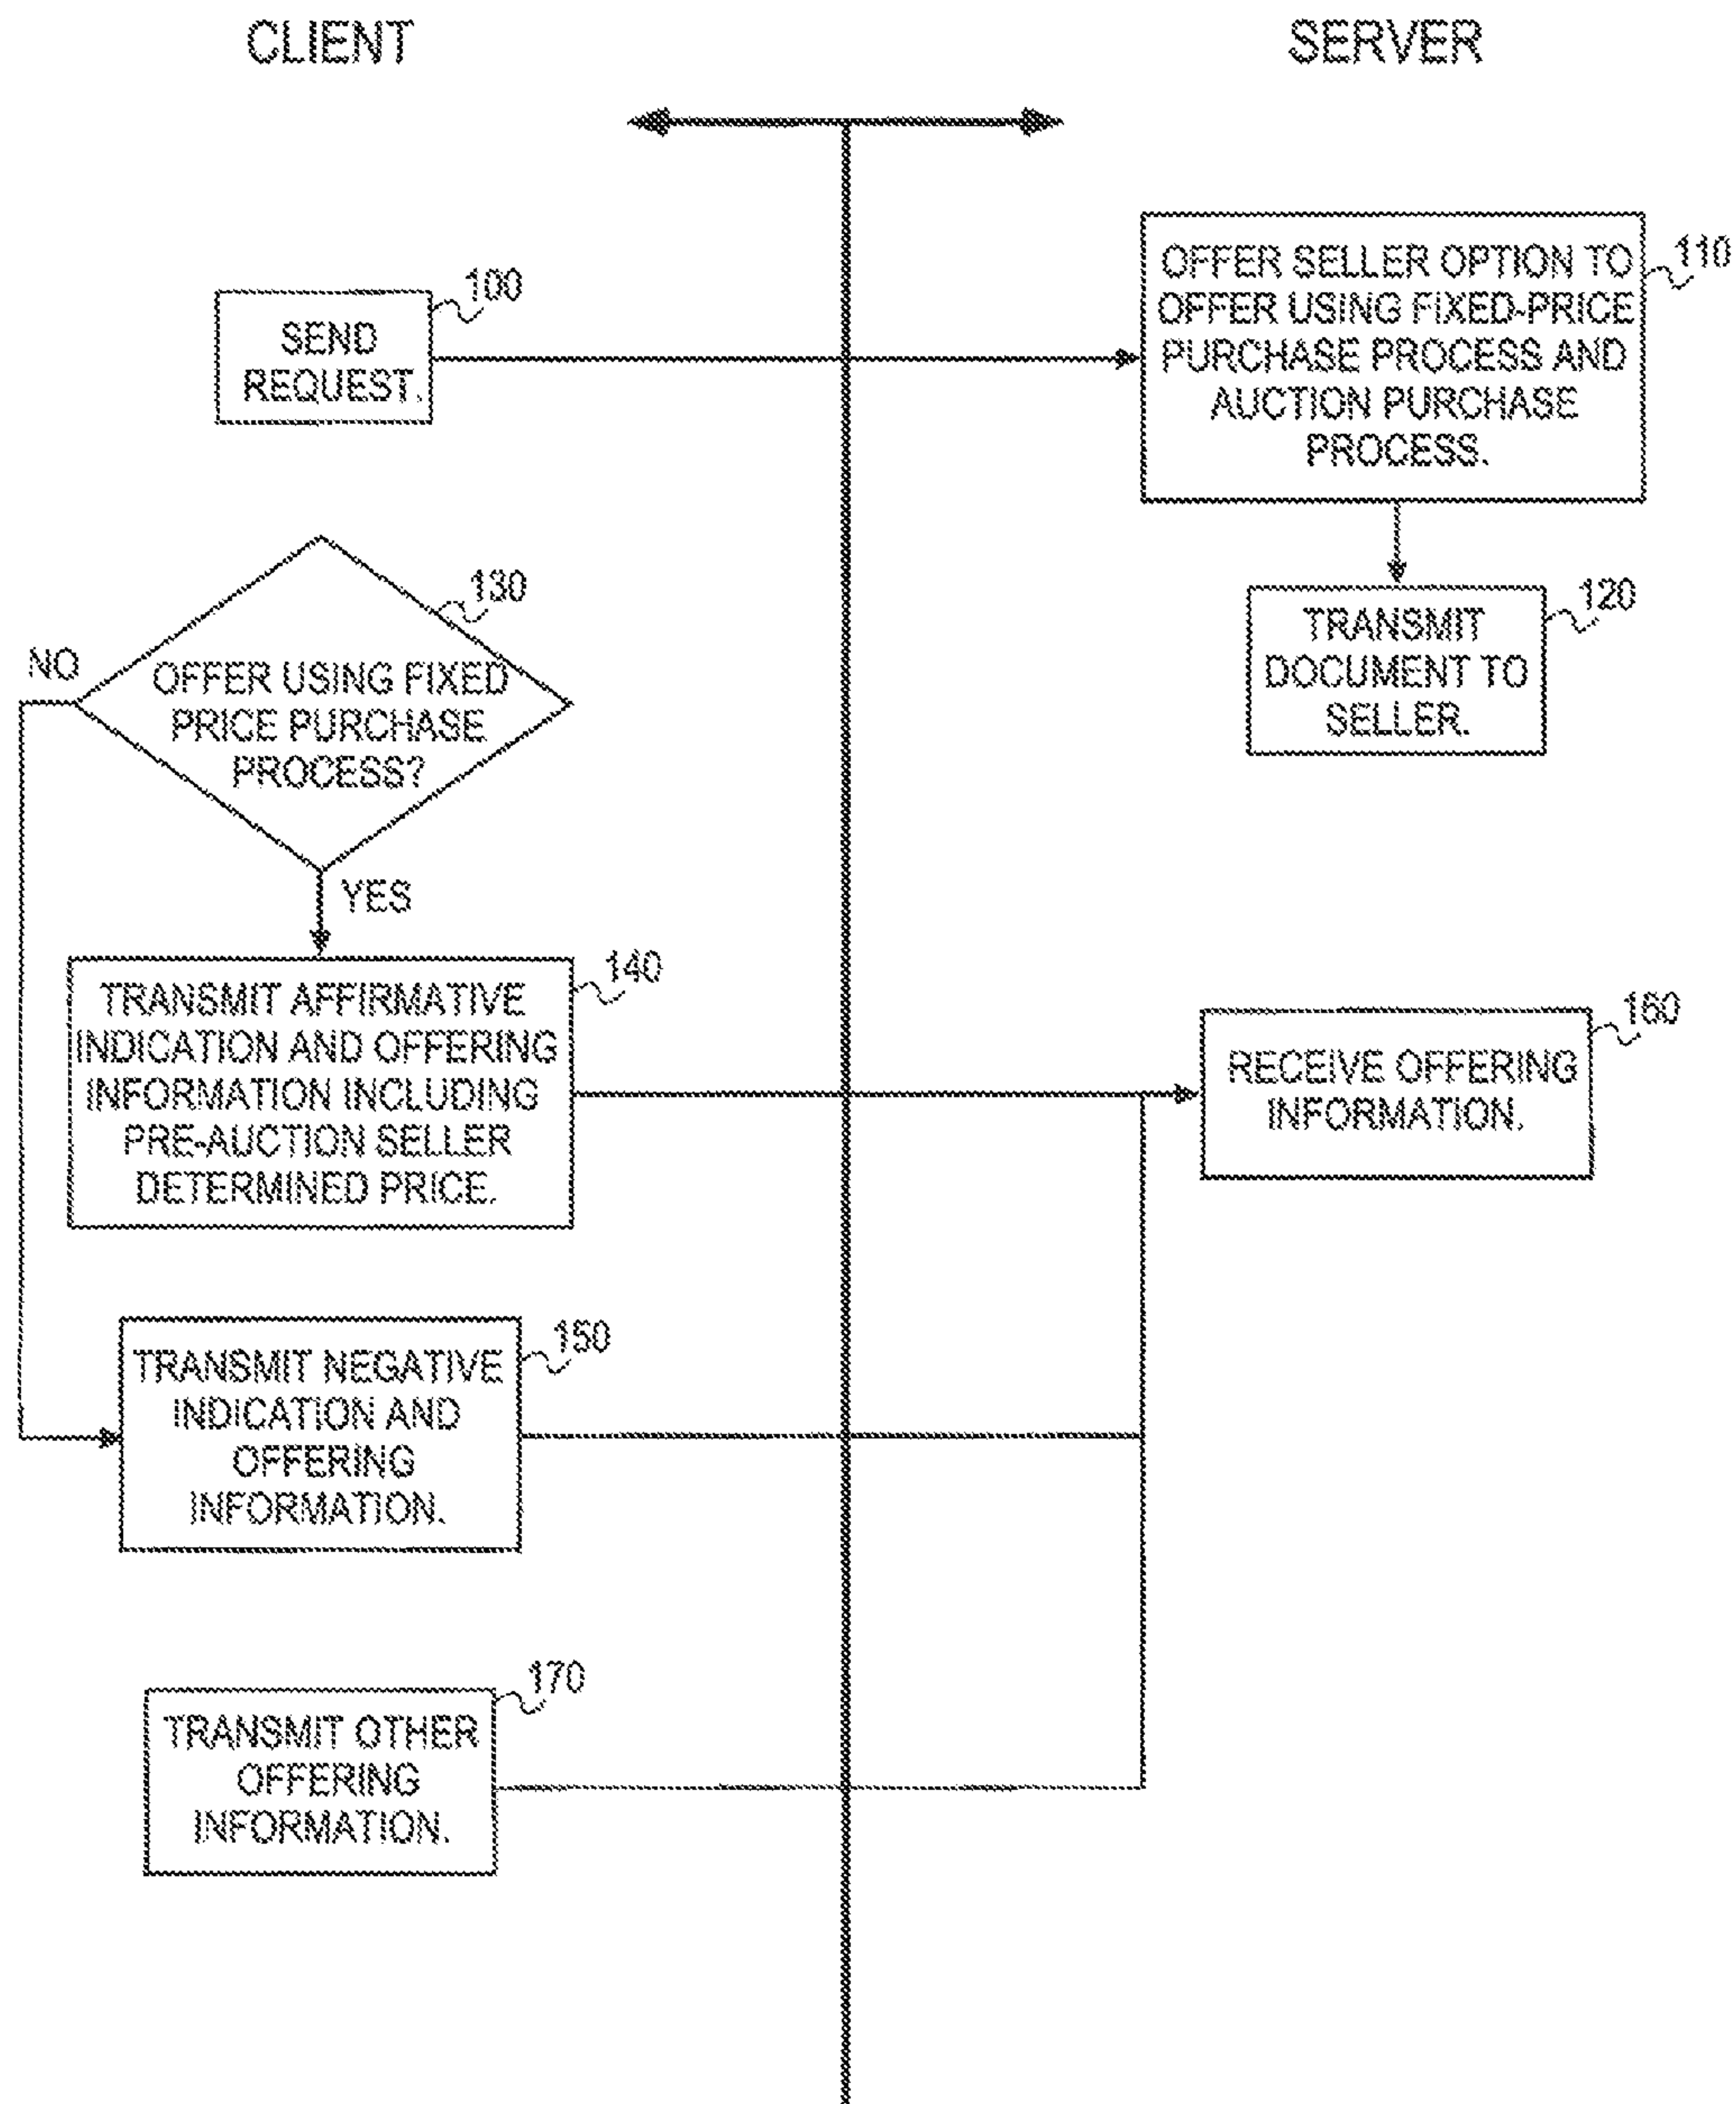 CLIENT
SERVER
100
SEND
REQUEST.
110
OFFER SELLER OPTION TO
OFFER USING FIXED-PRICE
PURCHASE PROCESS AND
AUCTION PURCHASE
PROCESS.
120
TRANSMIT
DOCUMENT TO
SELLER.
130
NO
OFFER USING FIXED
PRICE PURCHASE
PROCESS?
YES
140
TRANSMIT AFFIRMATIVE
INDICATION AND OFFERING
INFORMATION INCLUDING
PRE-AUCTION SELLER
DETERMINED PRICE.
160
RECEIVE OFFERING
INFORMATION.
150
TRANSMIT NEGATIVE
INDICATION AND
OFFERING
INFORMATION.
170
TRANSMIT OTHER
OFFERING
INFORMATION.